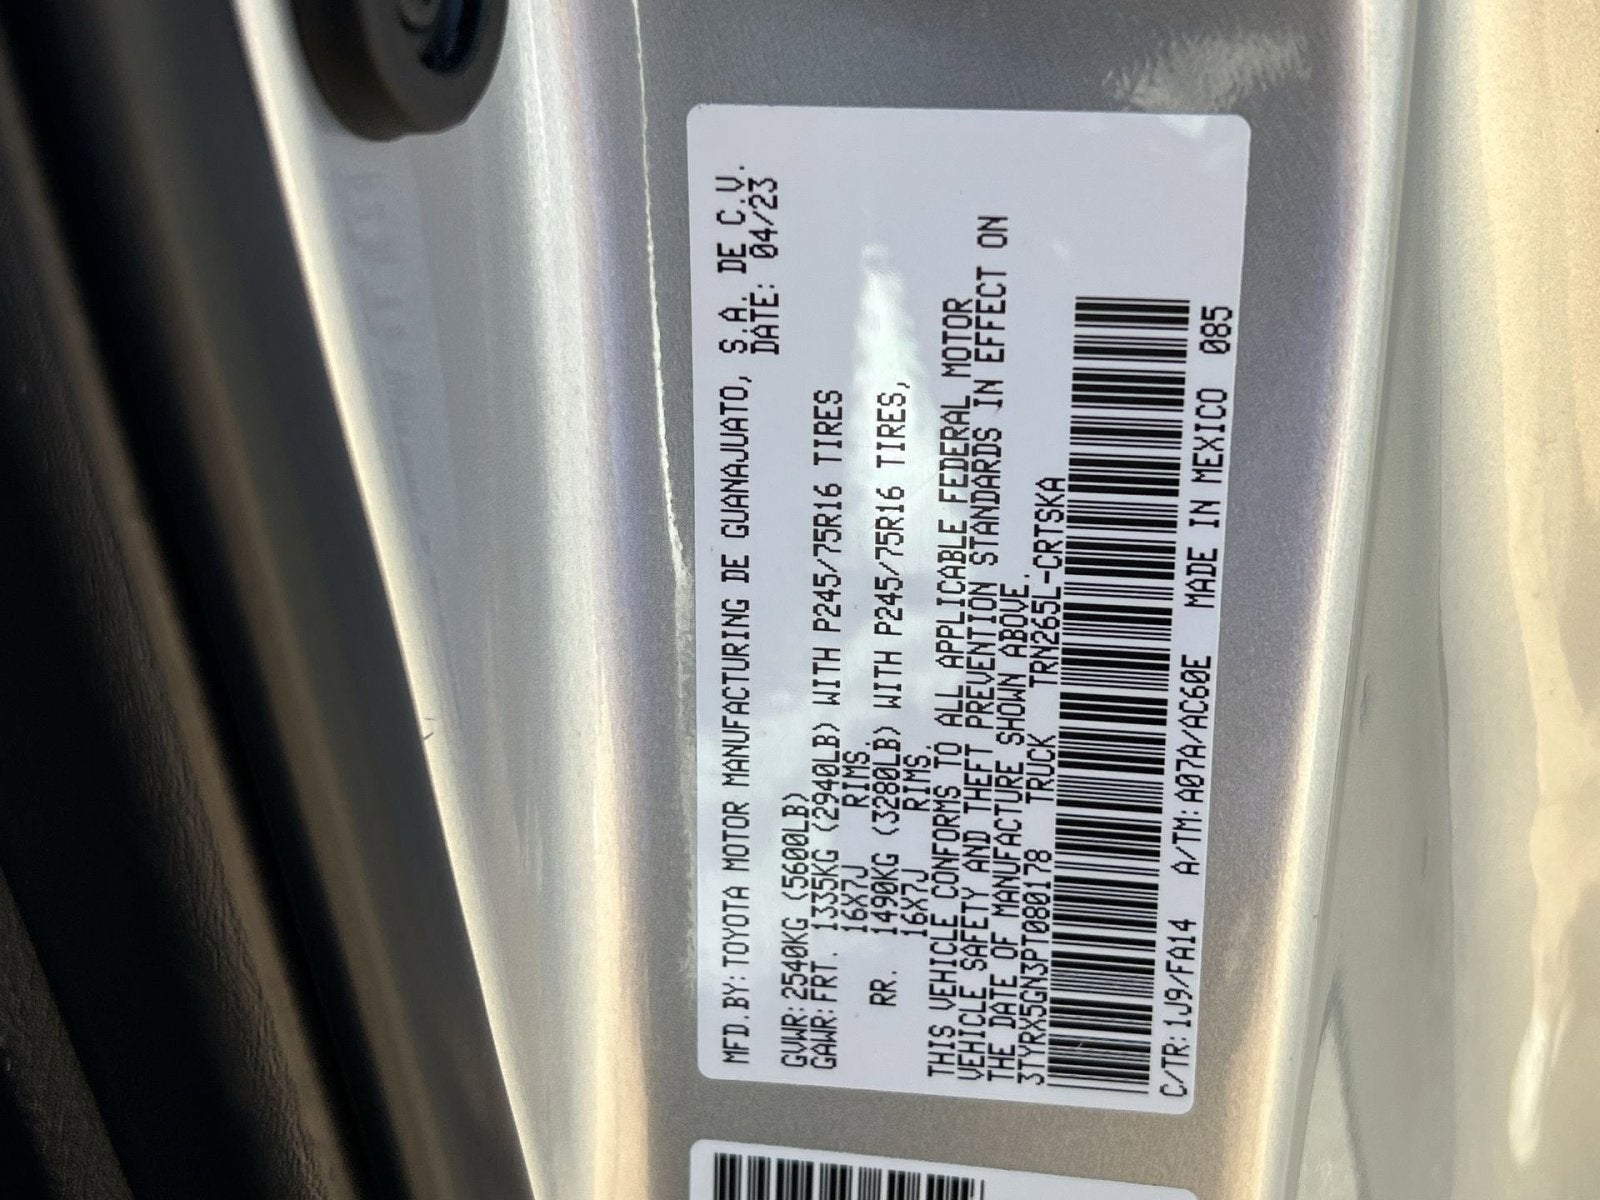 MFD.BY:TOYOTA MOTOR MANUFACTURING DE GUANAJUATO, S.A. DE C.V.
DATE: 04/23
GVWR:2540KG (5600LB)
GAWR:FRT. 1335KG (2940LB) WITH P245/75R16 TIRES
16X7J RIMS.
RR. 1490KG (3280LB) WITH P245/75R16 TIRES,
16X7J RIMS.
THIS VEHICLE CONFORMS TO ALL APPLICABLE FEDERAL MOTOR
VEHICLE SAFETY AND THEFT PREVENTION STANDARDS IN EFFECT ON
THE DATE OF MANUFACTURE SHOWN ABOVE.
3TYRX5GN3PT080178 TRUCK TRN265L-CRTSKA
C/TR:1J9/FA14 A/TM:A07A/AC60E MADE IN MEXICO 085